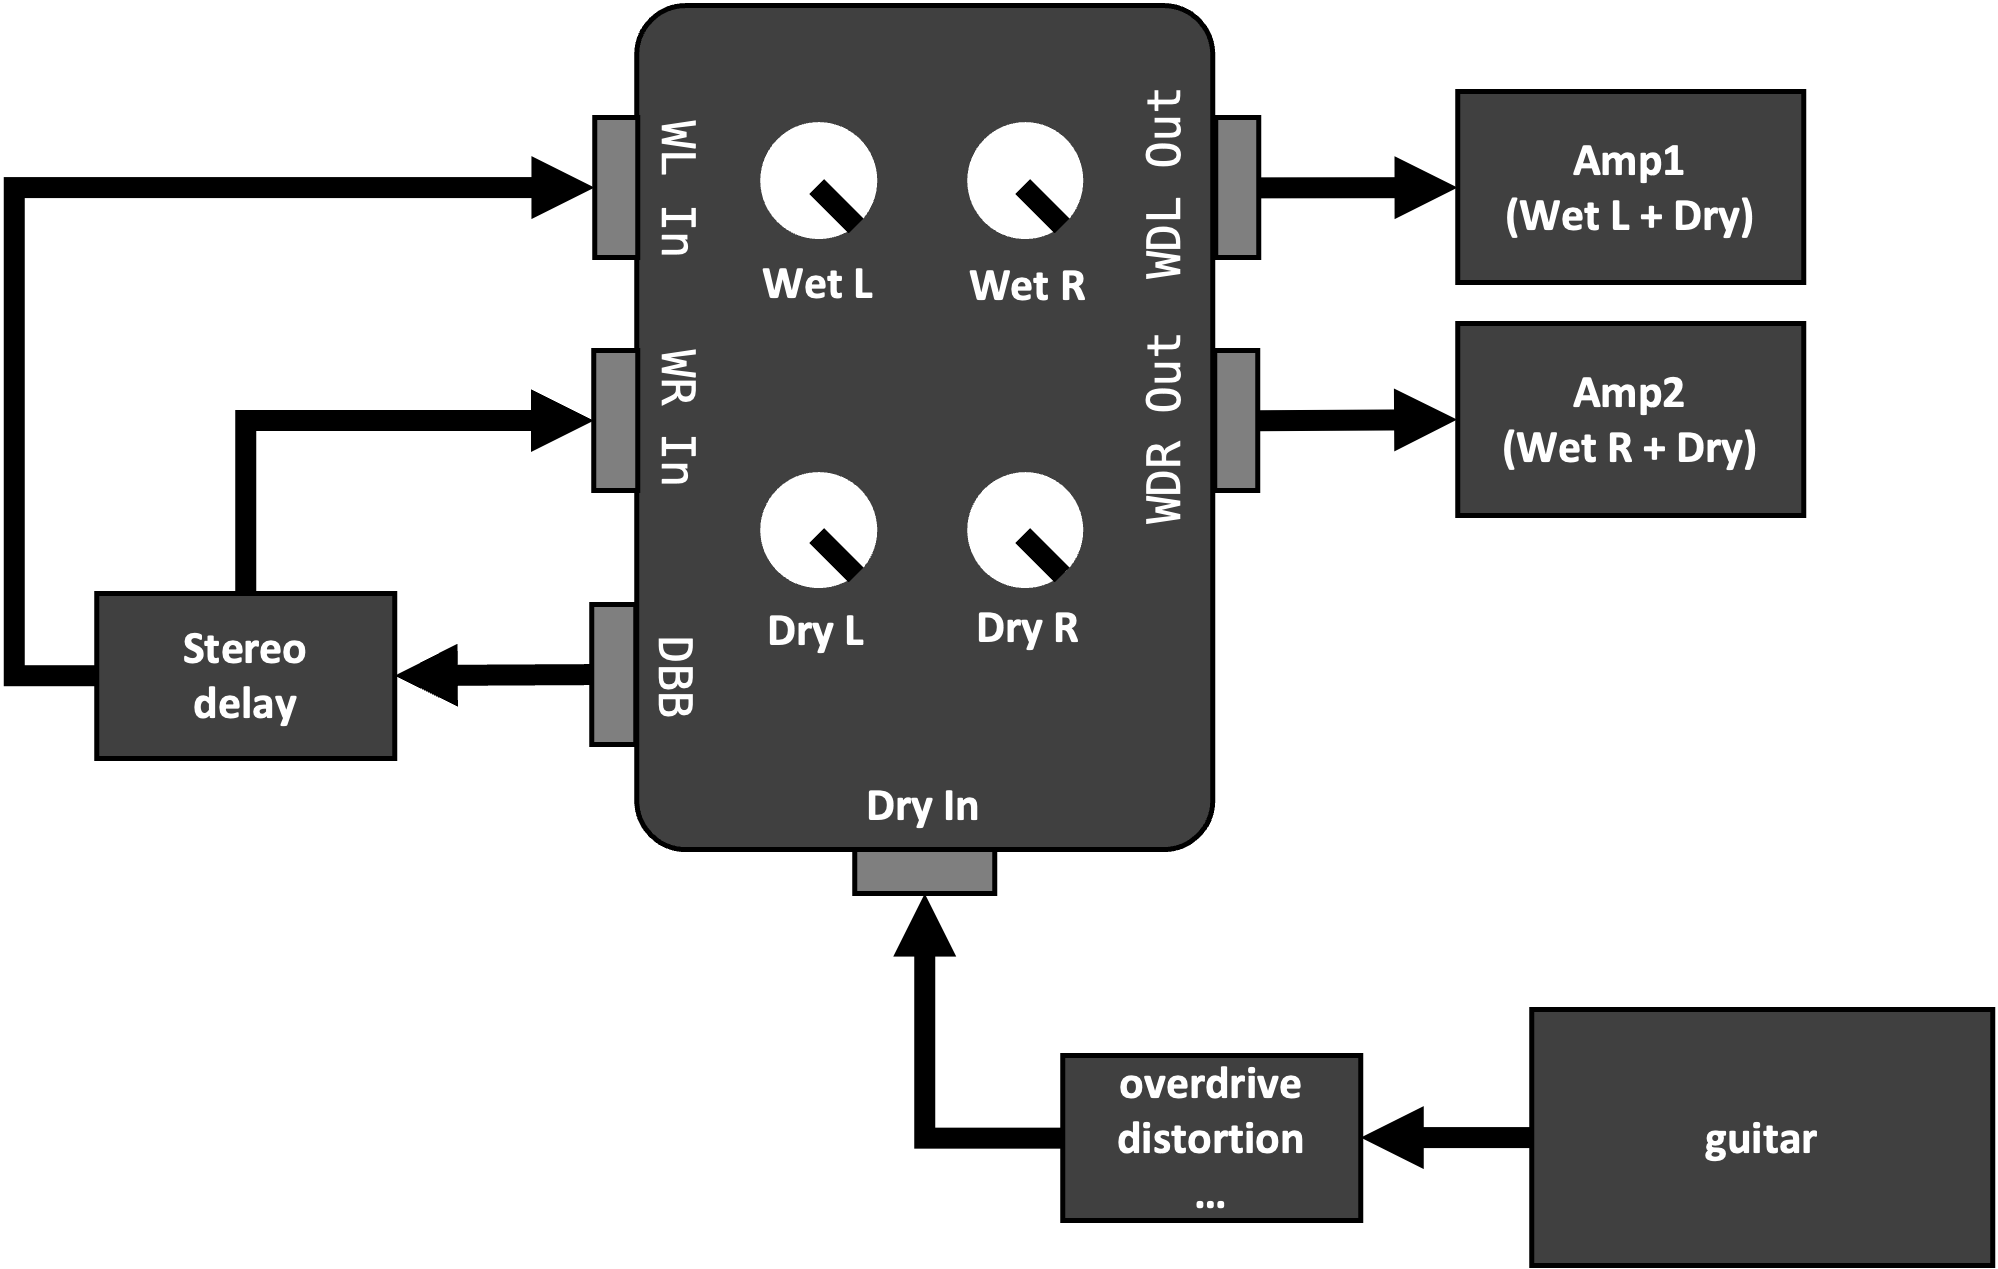 WL In
Wet L
Wet R
WDL Out
Amp1
(Wet L + Dry)
WR In
WDR Out
Amp2
(Wet R + Dry)
Stereo
delay
DBB
Dry L
Dry R
Dry In
overdrive
distortion
...
guitar